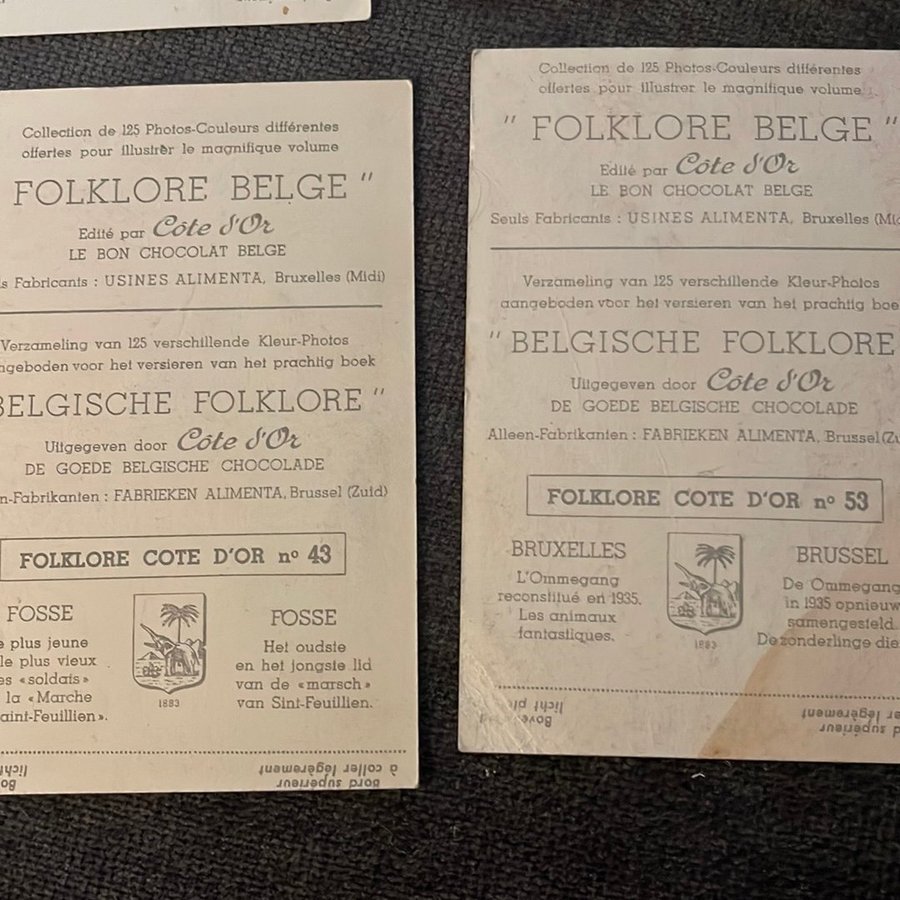 Collection de 125 Photos-Couleurs différentes
offertes pour illustrer le magnifique volume
FOLKLORE BELGE "
Edité par Côte d'Or
LE BON CHOCOLAT BELGE
Fabricants : USINES ALIMENTA, Bruxelles (Midi)
Verzameling van 125 verschillende Kleur-Photos
voor het versieren van het prachtig boek
BELGISCHE FOLKLORE "
Uitgegeven door Côte d'Or
DE GOEDE BELGISCHE CHOCOLADE
Fabrikanten : FABRIEKEN ALIMENTA, Brussel (Zuid)
FOLKLORE COTE D'OR nº 43
FOSSE
plus jeune
le plus vieux
«soldats»
la «Marche
Feuillien».
1883
FOSSE
Het oudste
en het jongste lid
van de «marsch»
van Sint-Feuillien.
bord supérieur
à coller légèrement
Collection de 125 Photos-Couleurs différentes
offertes pour illustrer le magnifique volume
" FOLKLORE BELGE "
Edité par Côte d'Or
LE BON CHOCOLAT BELGE
Seuls Fabricants : USINES ALIMENTA, Bruxelles
Verzameling van 125 verschillende Kleur-Photos
aangeboden voor het versieren van het prachtig
" BELGISCHE FOLKLORE
Uitgegeven door Côte d'Or
DE GOEDE BELGISCHE CHOCOLADE
Alleen-Fabrikanten : FABRIEKEN ALIMENTA, Brussel
FOLKLORE COTE D'OR nº 53
BRUXELLES
L'Ommegang
reconstitué en 1935.
Les animaux
fantastiques.
1883
BRUSSEL
De Ommegang
in 1935 opnieuw
samengesteld.
De zonderlinge
supérieur
légèrement
licht